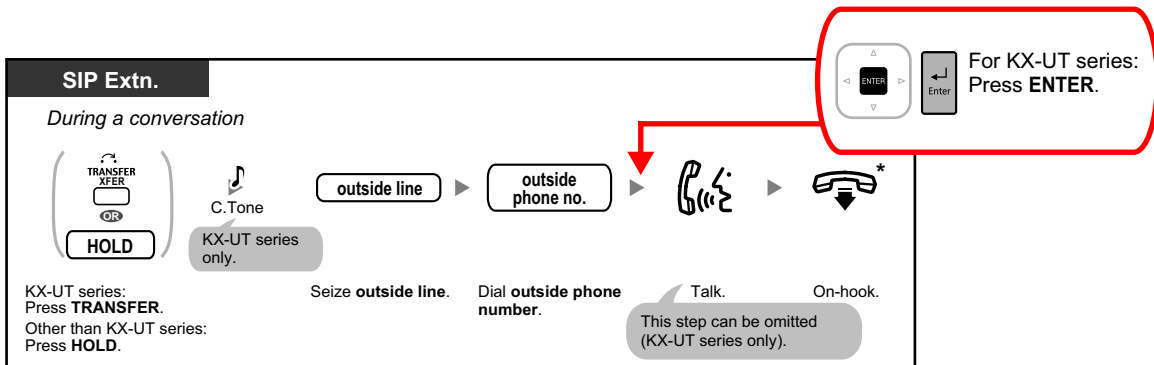 For KX-UT series:
Press ENTER.
ENTER
Enter
SIP Extn.
During a conversation
TRANSFER
XFER
OR
HOLD
C.Tone
KX-UT series
only.
outside line
outside
phone no.
*
KX-UT series:
Press TRANSFER.
Other than KX-UT series:
Press HOLD.
Seize outside line.
Dial outside phone
number.
Talk.
This step can be omitted
(KX-UT series only).
On-hook.